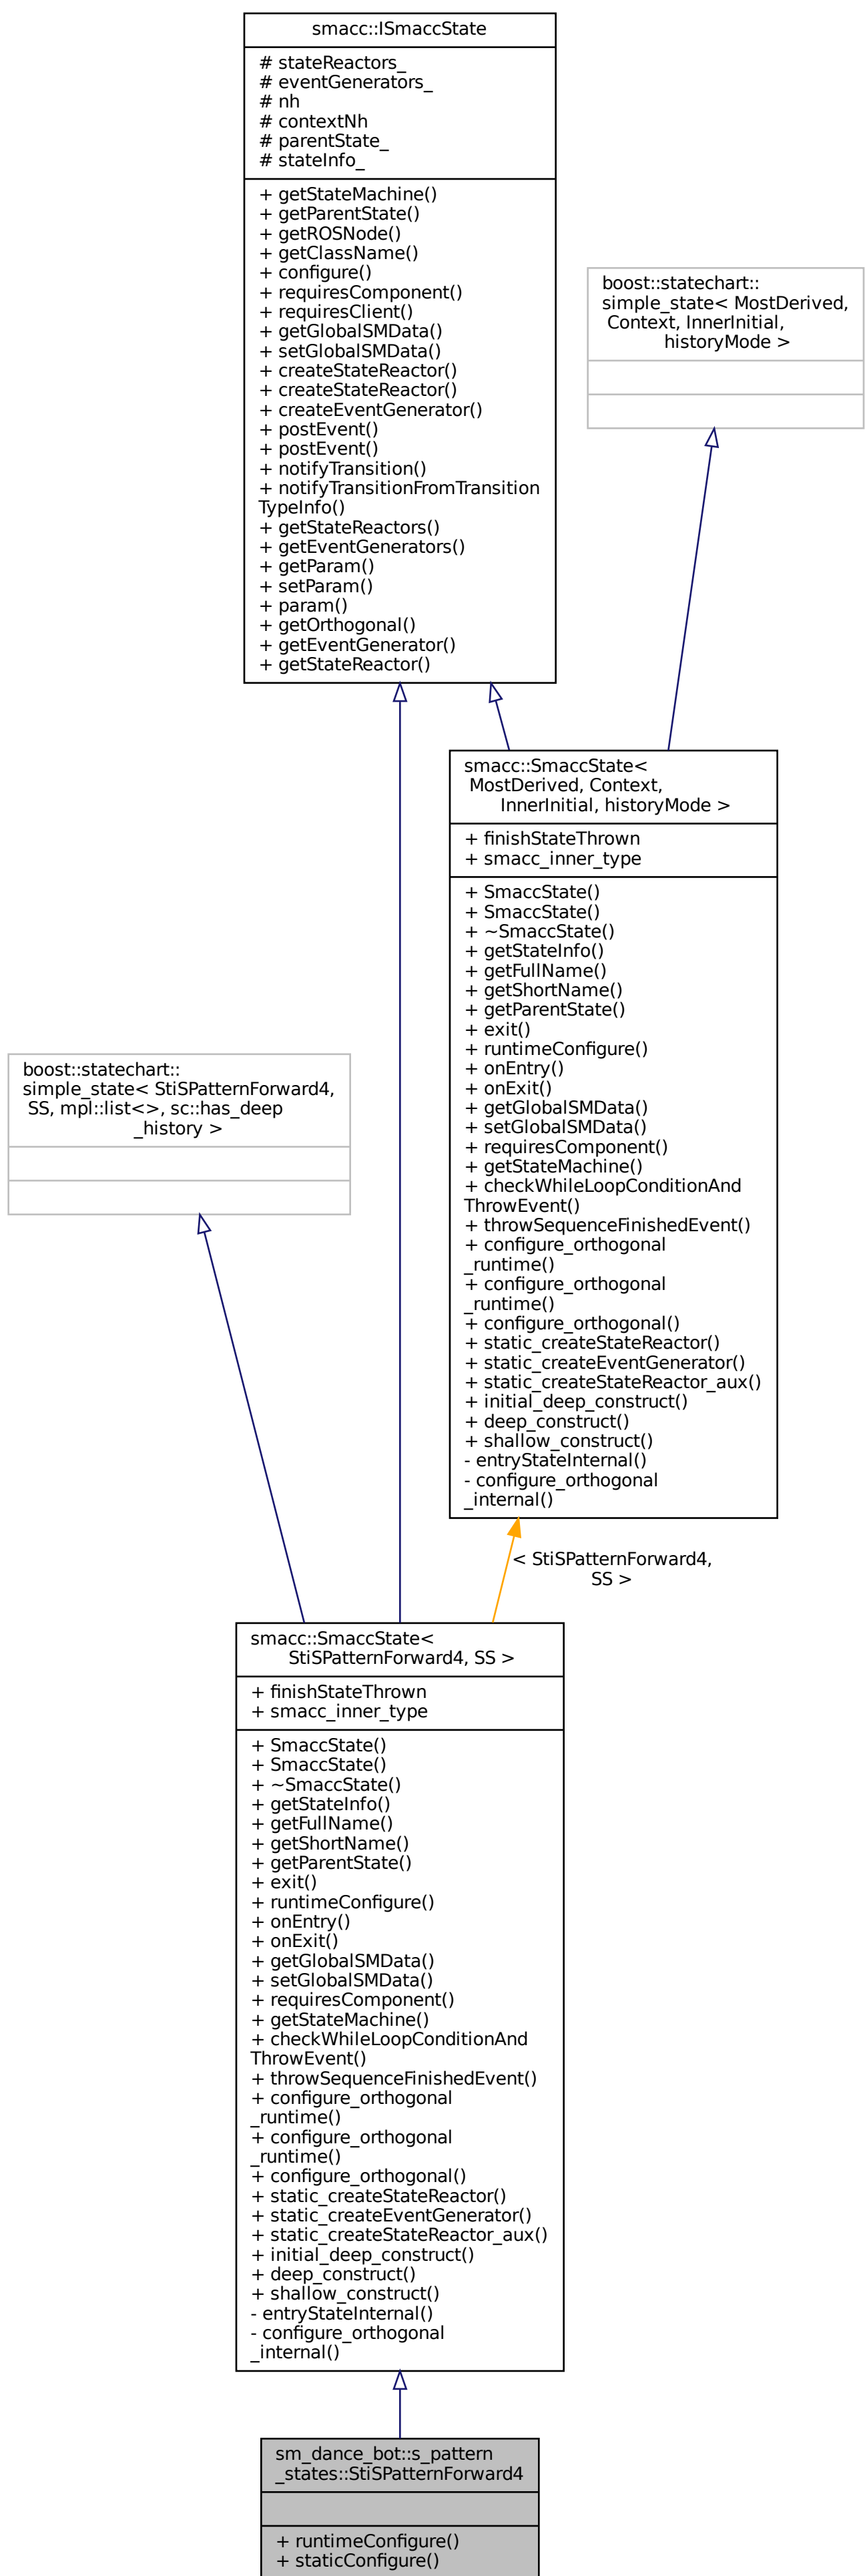 smacc::ISmaccState
# stateReactors_
# eventGenerators_
# nh
# contextNh
# parentState_
# stateInfo_
+ getStateMachine()
+ getParentState()
+ getROSNode()
+ getClassName()
+ configure()
+ requiresComponent()
+ requiresClient()
+ getGlobalSMData()
+ setGlobalSMData()
+ createStateReactor()
+ createStateReactor()
+ createEventGenerator()
+ postEvent()
+ postEvent()
+ notifyTransition()
+ notifyTransitionFromTransition
TypeInfo()
+ getStateReactors()
+ getEventGenerators()
+ getParam()
+ setParam()
+ param()
+ getOrthogonal()
+ getEventGenerator()
+ getStateReactor()
boost::statechart::
simple_state< MostDerived,
Context, InnerInitial,
historyMode >
smacc::SmaccState<
MostDerived, Context,
InnerInitial, historyMode >
+ finishStateThrown
+ smacc_inner_type
+ SmaccState()
+ SmaccState()
+ ~SmaccState()
+ getStateInfo()
+ getFullName()
+ getShortName()
+ getParentState()
+ exit()
+ runtimeConfigure()
+ onEntry()
+ onExit()
+ getGlobalSMData()
+ setGlobalSMData()
+ requiresComponent()
+ getStateMachine()
+ checkWhileLoopConditionAnd
ThrowEvent()
+ throwSequenceFinishedEvent()
+ configure_orthogonal
_runtime()
+ configure_orthogonal
_runtime()
+ configure_orthogonal()
+ static_createStateReactor()
+ static_createEventGenerator()
+ static_createStateReactor_aux()
+ initial_deep_construct()
+ deep_construct()
+ shallow_construct()
- entryStateInternal()
- configure_orthogonal
_internal()
boost::statechart::
simple_state< StiSPatternForward4,
SS, mpl::list<>, sc::has_deep
_history >
< StiSPatternForward4,
SS >
smacc::SmaccState<
StiSPatternForward4, SS >
+ finishStateThrown
+ smacc_inner_type
+ SmaccState()
+ SmaccState()
+ ~SmaccState()
+ getStateInfo()
+ getFullName()
+ getShortName()
+ getParentState()
+ exit()
+ runtimeConfigure()
+ onEntry()
+ onExit()
+ getGlobalSMData()
+ setGlobalSMData()
+ requiresComponent()
+ getStateMachine()
+ checkWhileLoopConditionAnd
ThrowEvent()
+ throwSequenceFinishedEvent()
+ configure_orthogonal
_runtime()
+ configure_orthogonal
_runtime()
+ configure_orthogonal()
+ static_createStateReactor()
+ static_createEventGenerator()
+ static_createStateReactor_aux()
+ initial_deep_construct()
+ deep_construct()
+ shallow_construct()
- entryStateInternal()
- configure_orthogonal
_internal()
sm_dance_bot::s_pattern
_states::StiSPatternForward4
+ runtimeConfigure()
+ staticConfigure()